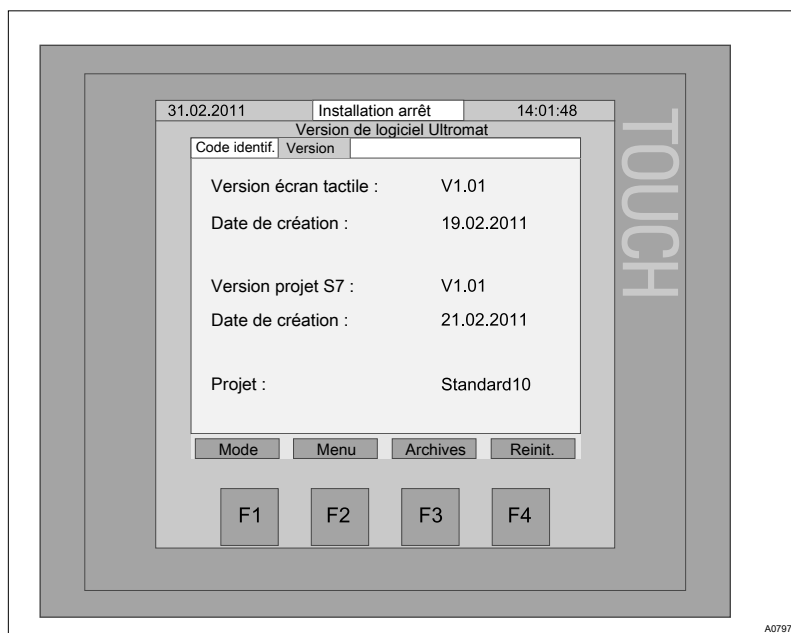 31.02.2011 Installation arrêt 14:01:48
Version de logiciel Ultromat
Code identif. Version
Version écran tactile : V1.01
Date de création : 19.02.2011
Version projet S7 : V1.01
Date de création : 21.02.2011
Projet : Standard10
Mode Menu Archives Reinit.
F1 F2 F3 F4
TOUCH
A0797